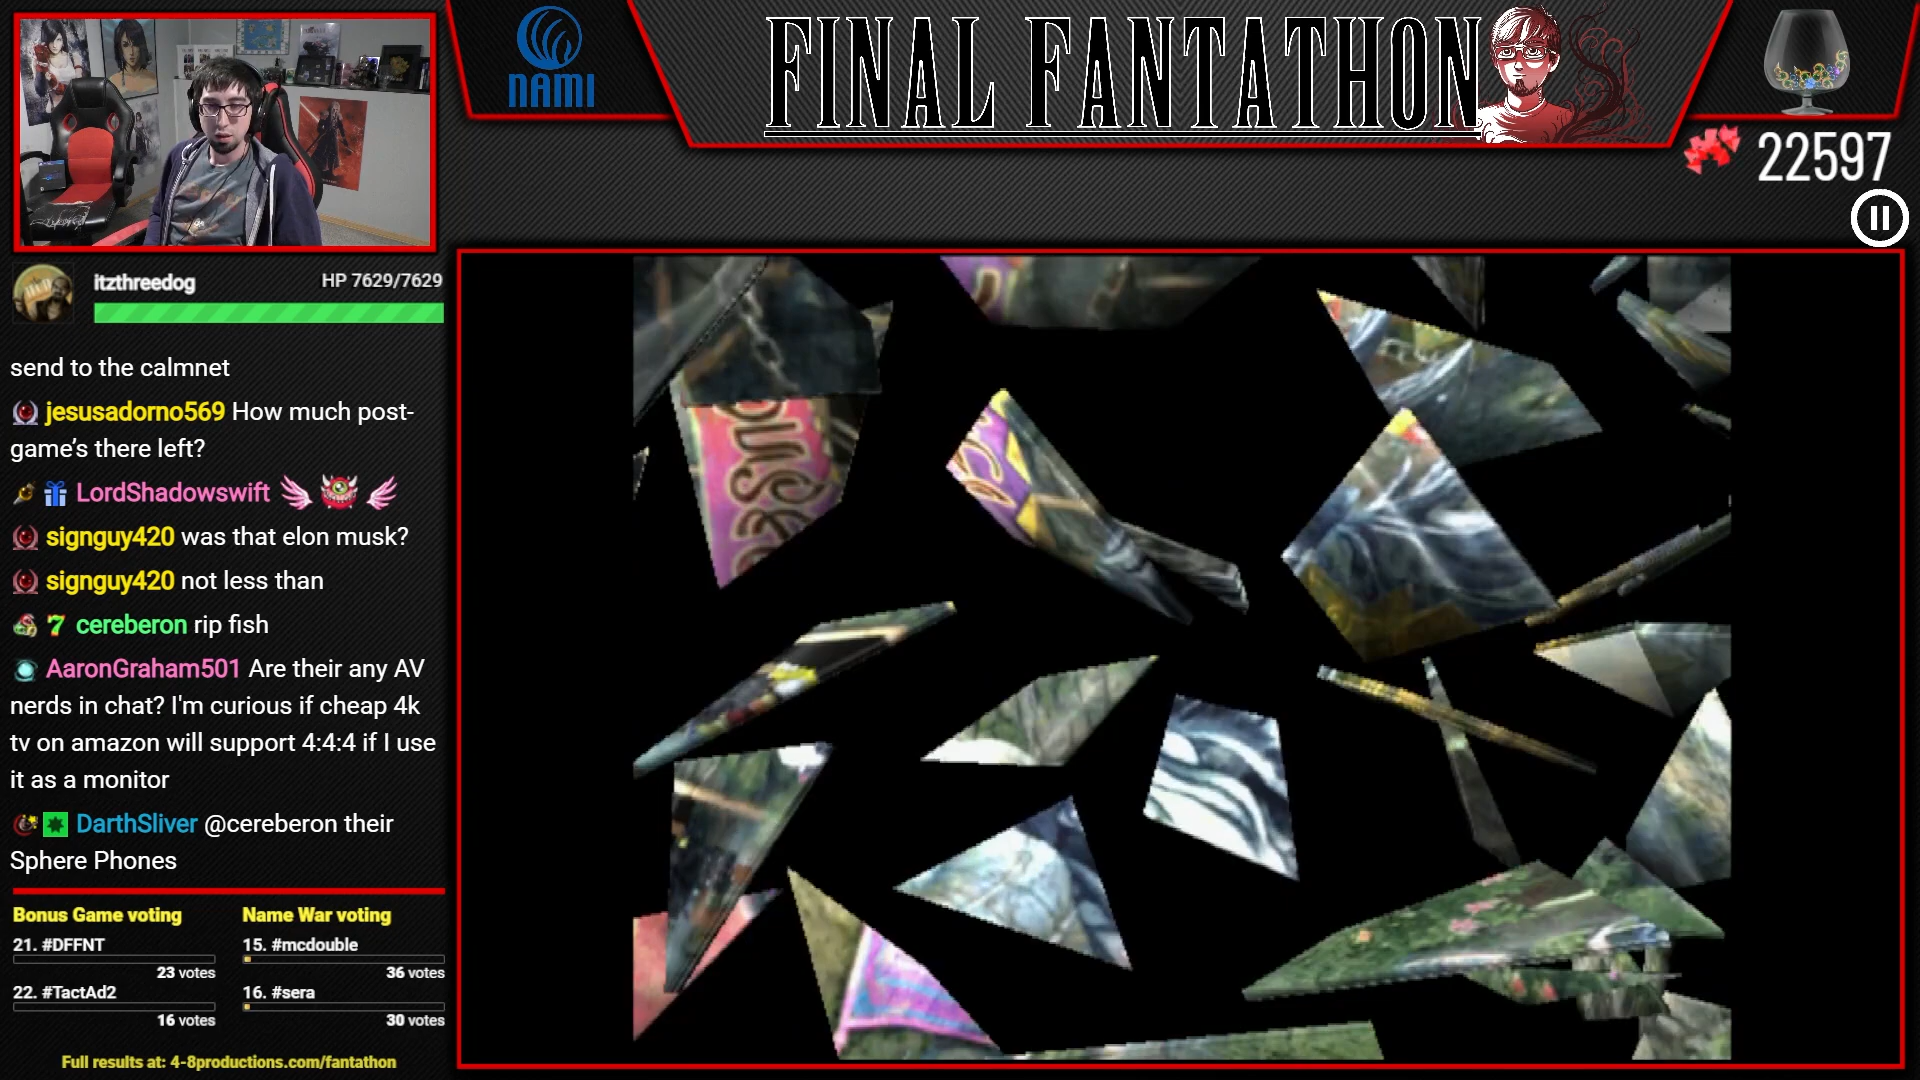 NAMI
FINAL FANTATHON
22597
itzthreedog
HP 7629/7629
send to the calmnet
jesusadorno569 How much post-
game's there left?
LordShadowswift
signguy420 was that elon musk?
signguy420 not less than
7 cereberon rip fish
AaronGraham501 Are their any AV
nerds in chat? I'm curious if cheap 4k
tv on amazon will support 4:4:4 if I use
it as a monitor
DarthSliver @cereberon their
Sphere Phones
Bonus Game voting
21. #DFFNT
23 votes
22. #TactAd2
16 votes
Name War voting
15. #mcdouble
36 votes
16. #sera
30 votes
Full results at: 4-8productions.com/fantathon